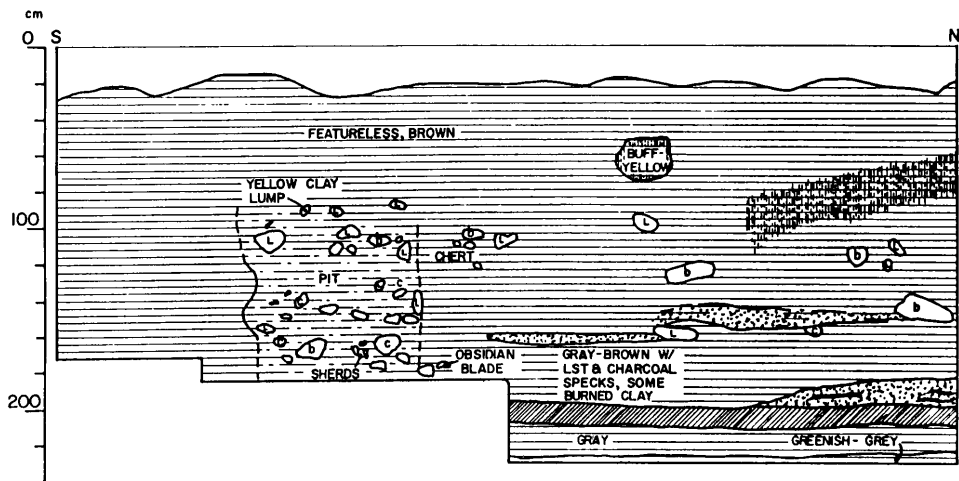 cm
0 S N
FEATURELESS, BROWN
BUFF-
YELLOW
YELLOW CLAY
LUMP
100
L
L
L
CHERT
b
b
PIT
C
b
L
b
C
SHERDS
OBSIDIAN
BLADE
GRAY-BROWN W/
LST & CHARCOAL
SPECKS, SOME
BURNED CLAY
200
GRAY
GREENISH-GREY